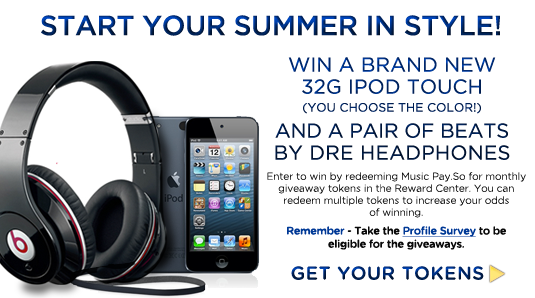 START YOUR SUMMER IN STYLE!
WIN A BRAND NEW
32G IPOD TOUCH
(YOU CHOOSE THE COLOR!)
AND A PAIR OF BEATS
BY DRE HEADPHONES
Enter to win by redeeming Music Pay.So for monthly
giveaway tokens in the Reward Center. You can
redeem multiple tokens to increase your odds
of winning.
Remember - Take the Profile Survey to be
eligible for the giveaways.
GET YOUR TOKENS
iPod
b